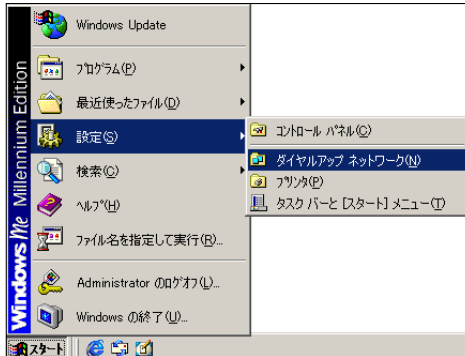 Windows Update
プログラム(P)
最近使ったファイル(D)
設定(S)
検索(C)
ヘルプ(H)
ファイル名を指定して実行(R)...
Administrator のログオフ(L)...
Windows の終了(U)...
コントロール パネル(C)
ダイヤルアップ ネットワーク(N)
プリンタ(P)
タスク バーと [スタート] メニュー(T)
Windows Me Millennium Edition
スタート